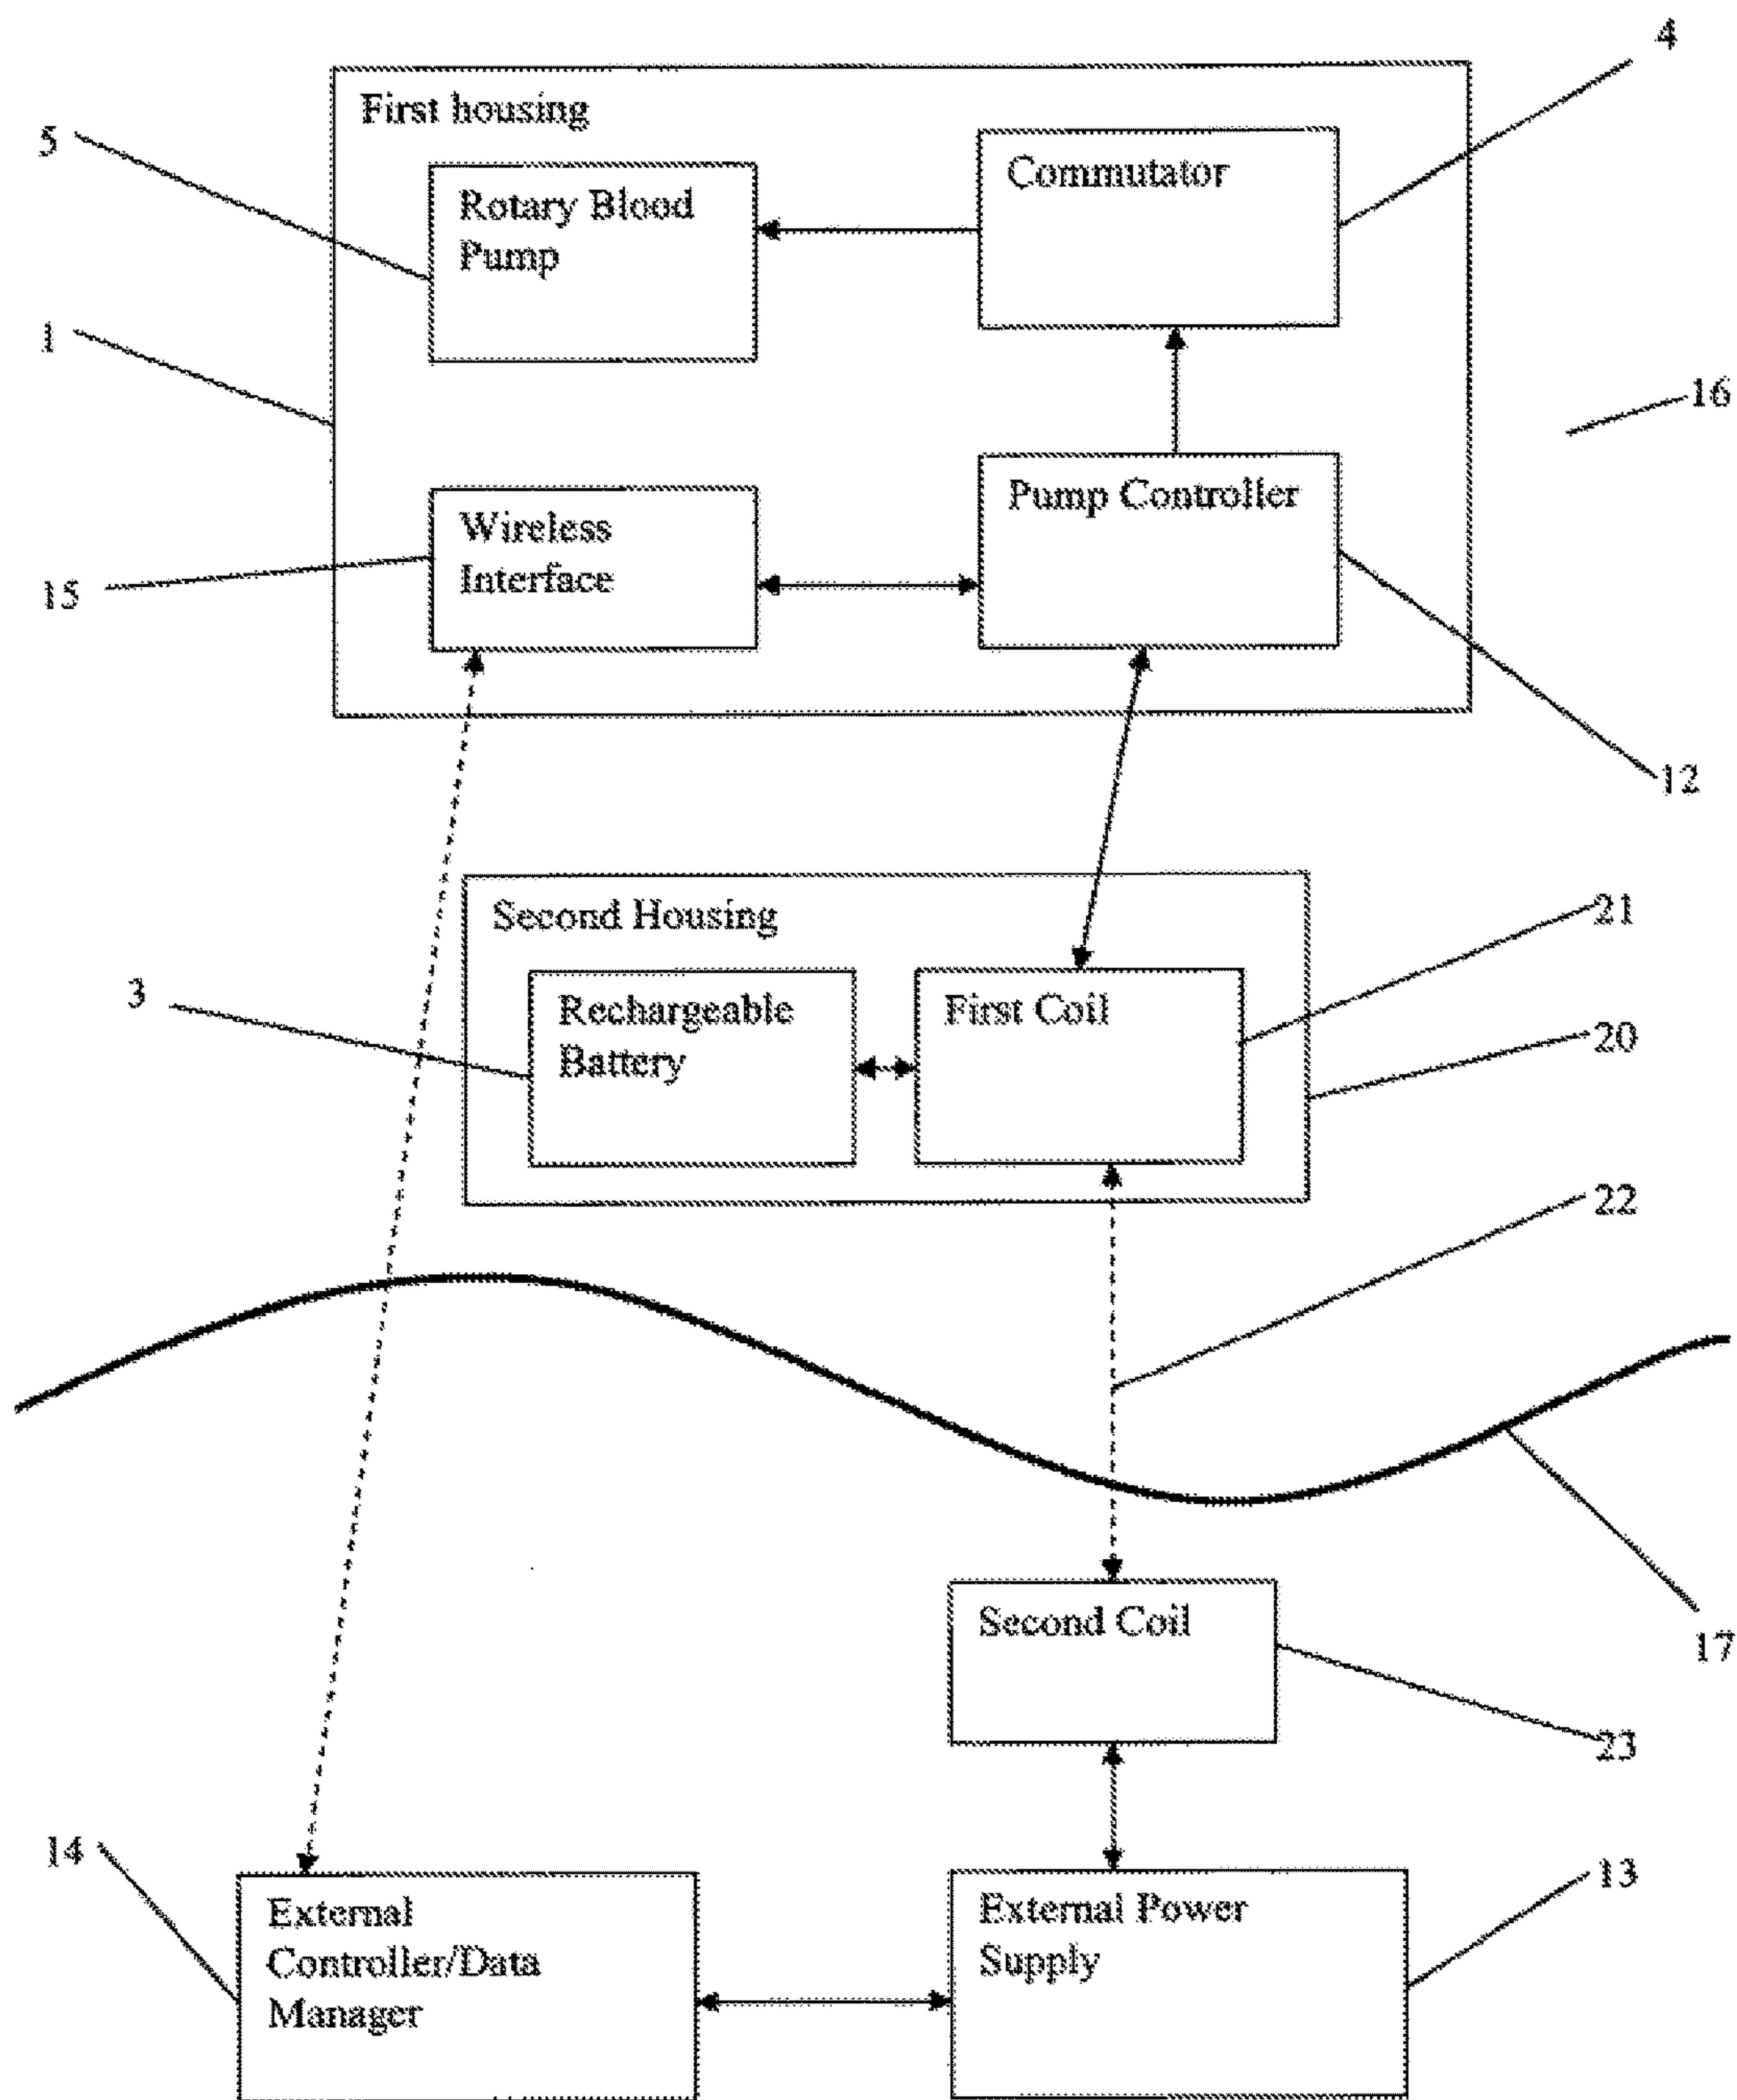 4
First housing
5
Commutator
Rotary Blood
Pump
1
16
Pump Controller
Wireless
Interface
15
12
Second Housing
21
3
Rechargeable
Battery
First Coil
20
22
Second Coil
17
23
14
13
External
Controller/Data
Manager
External Power
Supply